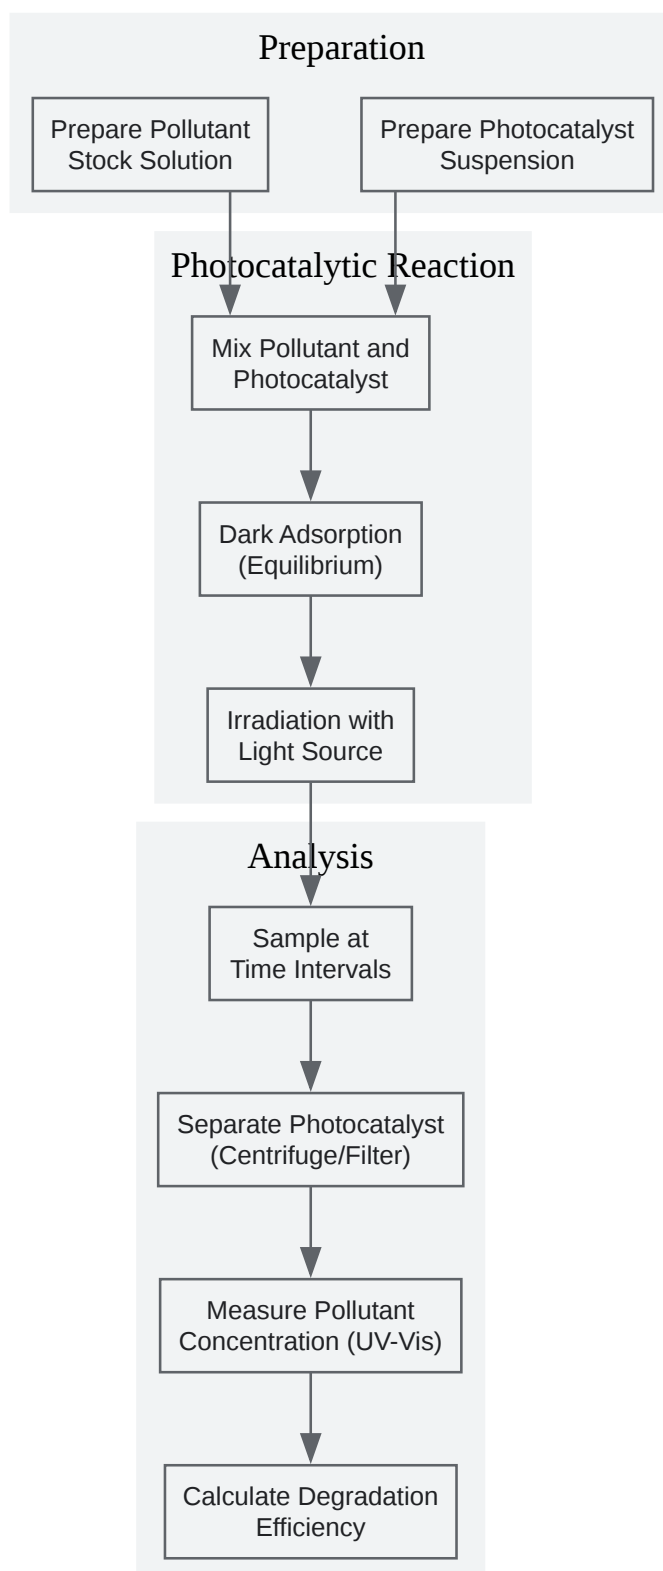 Preparation
Prepare Pollutant
Stock Solution
Prepare Photocatalyst
Suspension
Photocatalytic Reaction
Mix Pollutant and
Photocatalyst
Dark Adsorption
(Equilibrium)
Irradiation with
Light Source
Analysis
Sample at
Time Intervals
Separate Photocatalyst
(Centrifuge/Filter)
Measure Pollutant
Concentration (UV-Vis)
Calculate Degradation
Efficiency